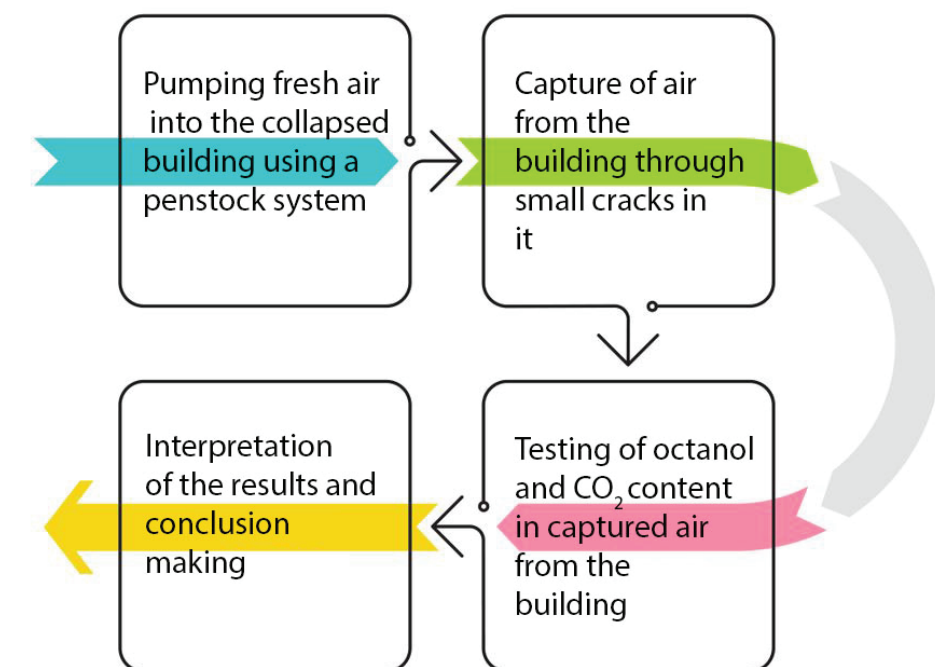 Pumping fresh air
into the collapsed
building using a
penstock system
Capture of air
from the
building through
small cracks in
it
Testing of octanol
and CO₂ content
in captured air
from the
building
Interpretation
of the results and
conclusion
making